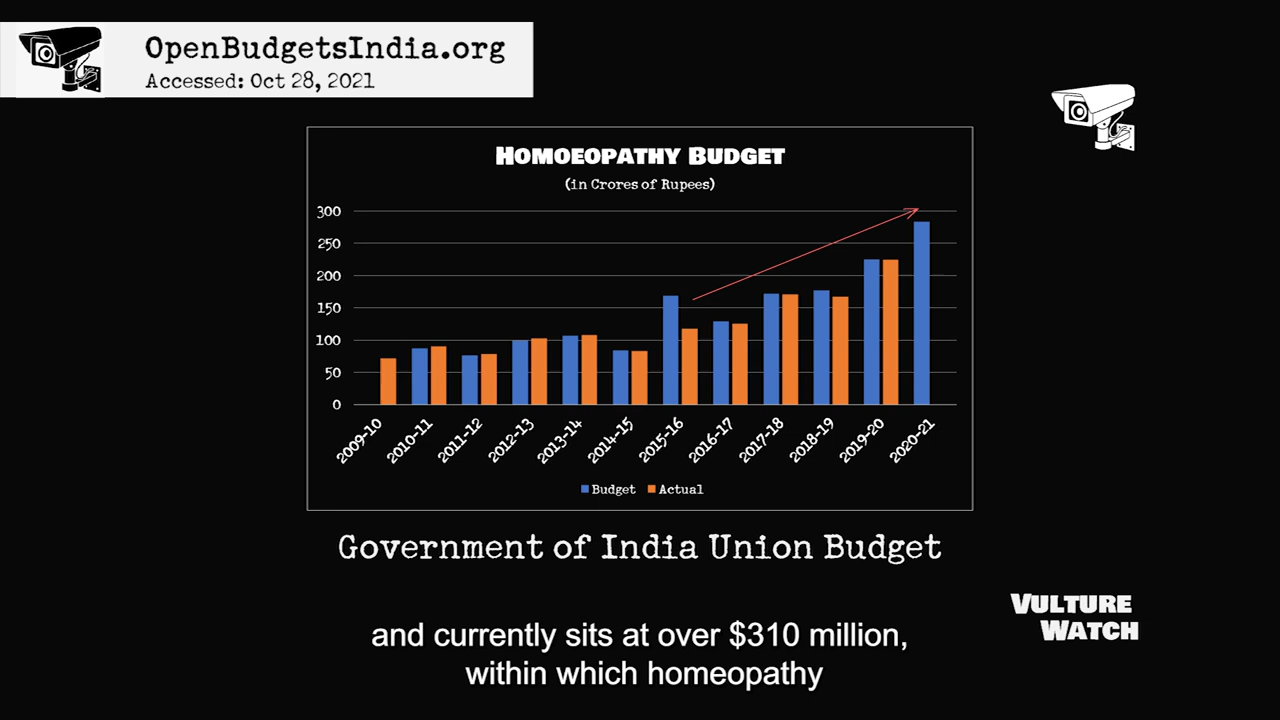 OpenBudgetsIndia.org
Accessed: Oct 28, 2021
Homoeopathy Budget
(in Crores of Rupees)
300
250
200
150
100
50
0
2009-10
2010-11
2011-12
2012-13
2013-14
2014-15
2015-16
2016-17
2017-18
2018-19
2019-20
2020-21
Budget
Actual
Government of India Union Budget
Vulture
Watch
and currently sits at over $310 million,
within which homeopathy